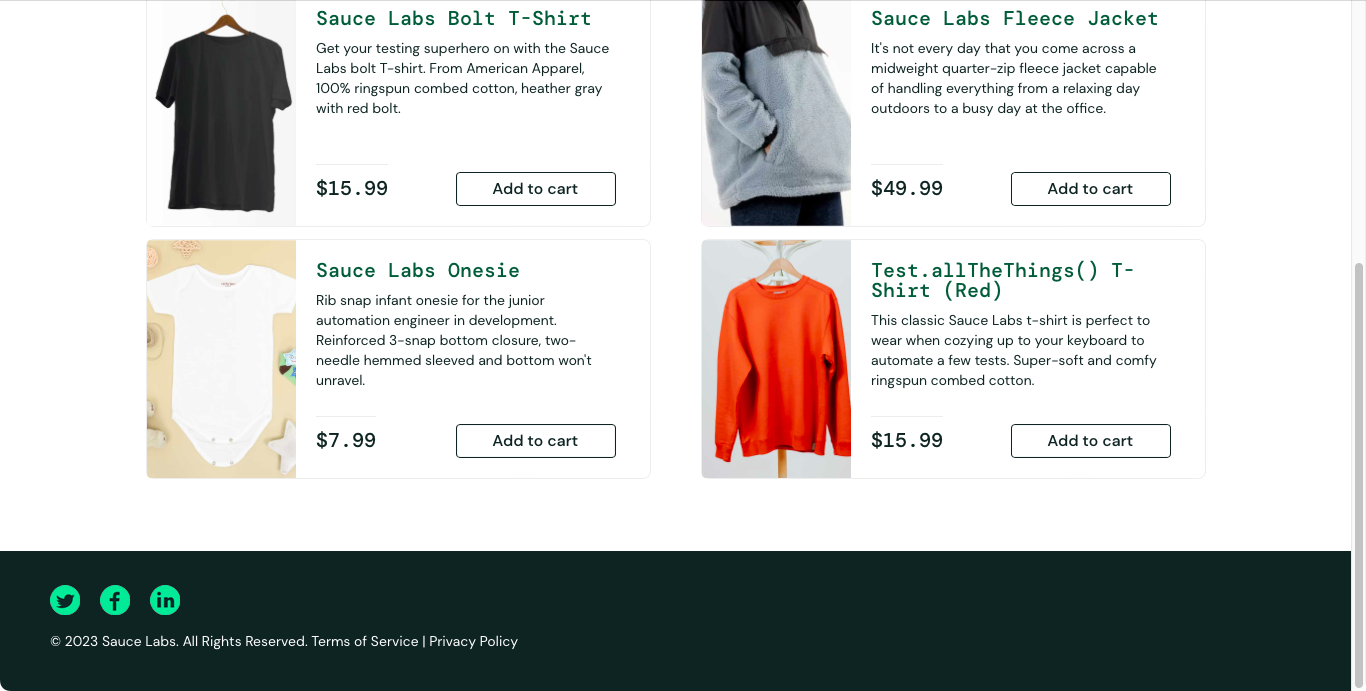 Sauce Labs Bolt T-Shirt
Get your testing superhero on with the Sauce
Labs bolt T-shirt. From American Apparel,
100% ringspun combed cotton, heather gray
with red bolt.
$15.99
Add to cart
Sauce Labs Fleece Jacket
It's not every day that you come across a
midweight quarter-zip fleece jacket capable
of handling everything from a relaxing day
outdoors to a busy day at the office.
$49.99
Add to cart
Sauce Labs Onesie
Rib snap infant onesie for the junior
automation engineer in development.
Reinforced 3-snap bottom closure, two-
needle hemmed sleeved and bottom won't
unravel.
$7.99
Add to cart
Test.allTheThings() T-
Shirt (Red)
This classic Sauce Labs t-shirt is perfect to
wear when cozying up to your keyboard to
automate a few tests. Super-soft and comfy
ringspun combed cotton.
$15.99
Add to cart
© 2023 Sauce Labs. All Rights Reserved. Terms of Service | Privacy Policy